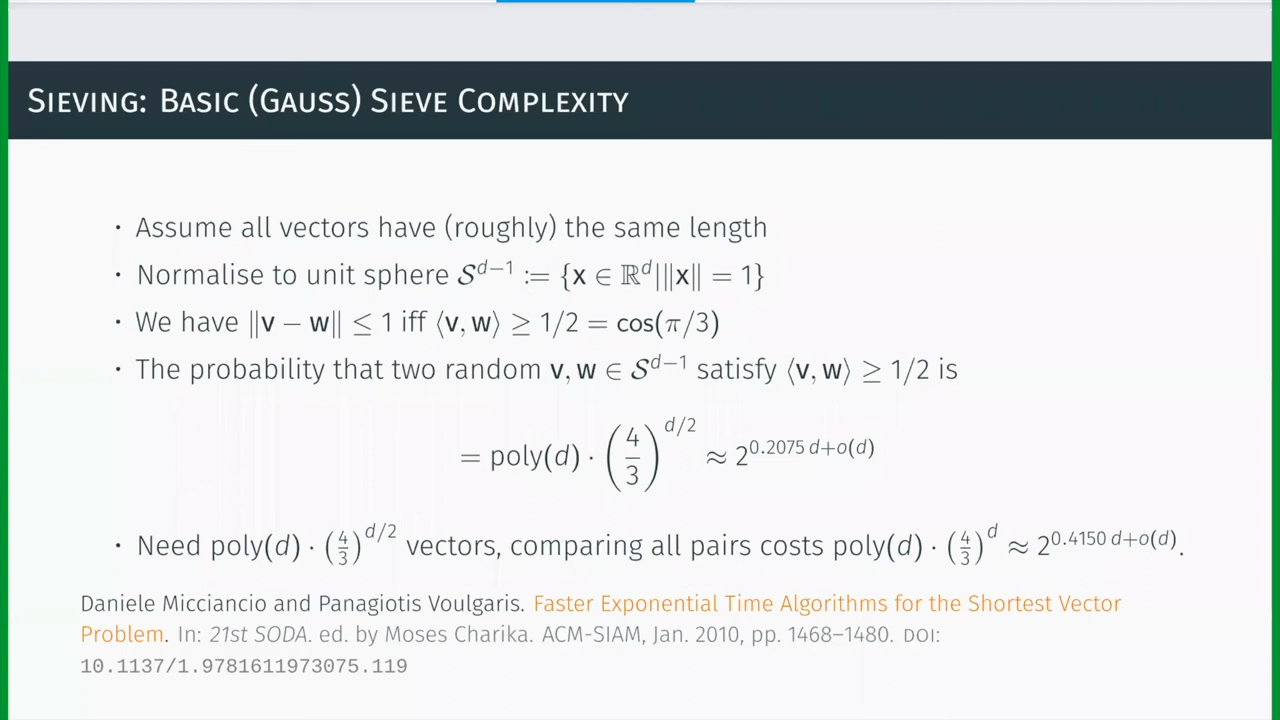 Sieving: Basic (Gauss) Sieve Complexity
· Assume all vectors have (roughly) the same length
· Normalise to unit sphere 𝒮^{d−1} := {x ∈ ℝ^d|‖x‖ = 1}
· We have ‖v − w‖ ≤ 1 iff ⟨v, w⟩ ≥ 1/2 = cos(π/3)
· The probability that two random v, w ∈ 𝒮^{d−1} satisfy ⟨v, w⟩ ≥ 1/2 is
= poly(d) · (4/3)^{d/2} ≈ 2^{0.2075 d+o(d)}
· Need poly(d) · (4/3)^{d/2} vectors, comparing all pairs costs poly(d) · (4/3)^d ≈ 2^{0.4150 d+o(d)}.
Daniele Micciancio and Panagiotis Voulgaris. Faster Exponential Time Algorithms for the Shortest Vector
Problem. In: 21st SODA. ed. by Moses Charika. ACM-SIAM, Jan. 2010, pp. 1468–1480. DOI:
10.1137/1.9781611973075.119